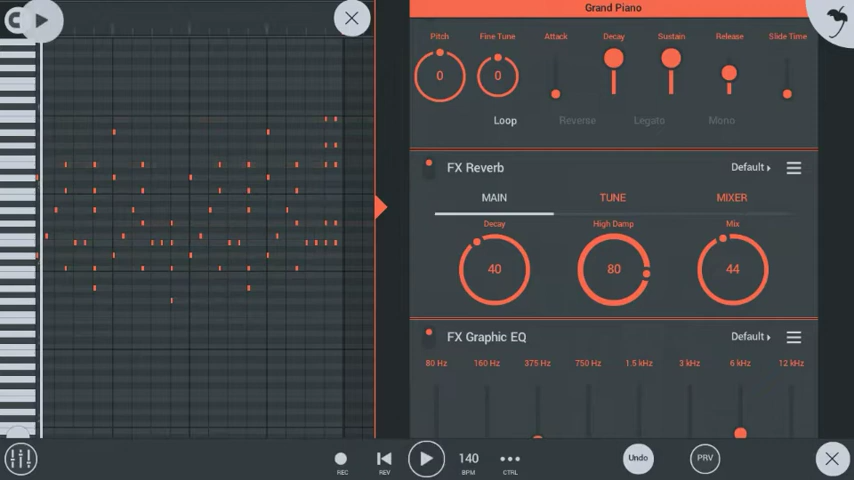 Grand Piano
Pitch Fine Tune Attack Decay Sustain Release Slide Time
0 0
Loop Reverse Legato Mono
FX Reverb Default
MAIN TUNE MIXER
Decay High Damp Mix
40 80 44
FX Graphic EQ Default
80 Hz 160 Hz 375 Hz 750 Hz 1.5 kHz 3 kHz 6 kHz 12 kHz
140 Undo PRV
REC REV BPM CTRL